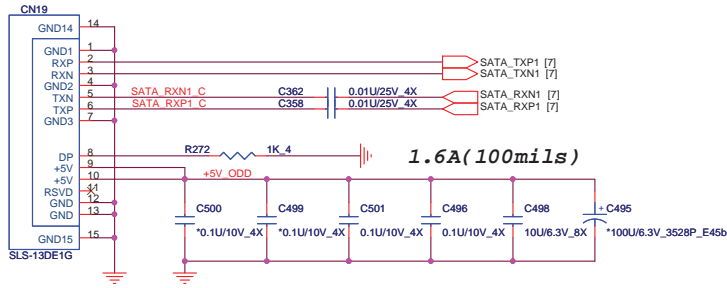 CN19
GND14 14
GND1 1
RXP 2 SATA_TXP1 [7]
RXN 3 SATA_TXN1 [7]
GND2 4
TXN 5 SATA_RXN1_C C362 0.01U/25V_4X SATA_RXN1 [7]
TXP 6 SATA_RXP1_C C358 0.01U/25V_4X SATA_RXP1 [7]
GND3 7
DP 8 R272 1K_4 1.6A(100mils)
+5V 9
+5V 10 +5V_ODD
RSVD 11
GND 12
GND 13
GND15 15
SLS-13DE1G
C500 C499 C501 C496 C498 + C495
*0.1U/10V_4X *0.1U/10V_4X 0.1U/10V_4X 0.1U/10V_4X 10U/6.3V_8X *100U/6.3V_3528P_E45b